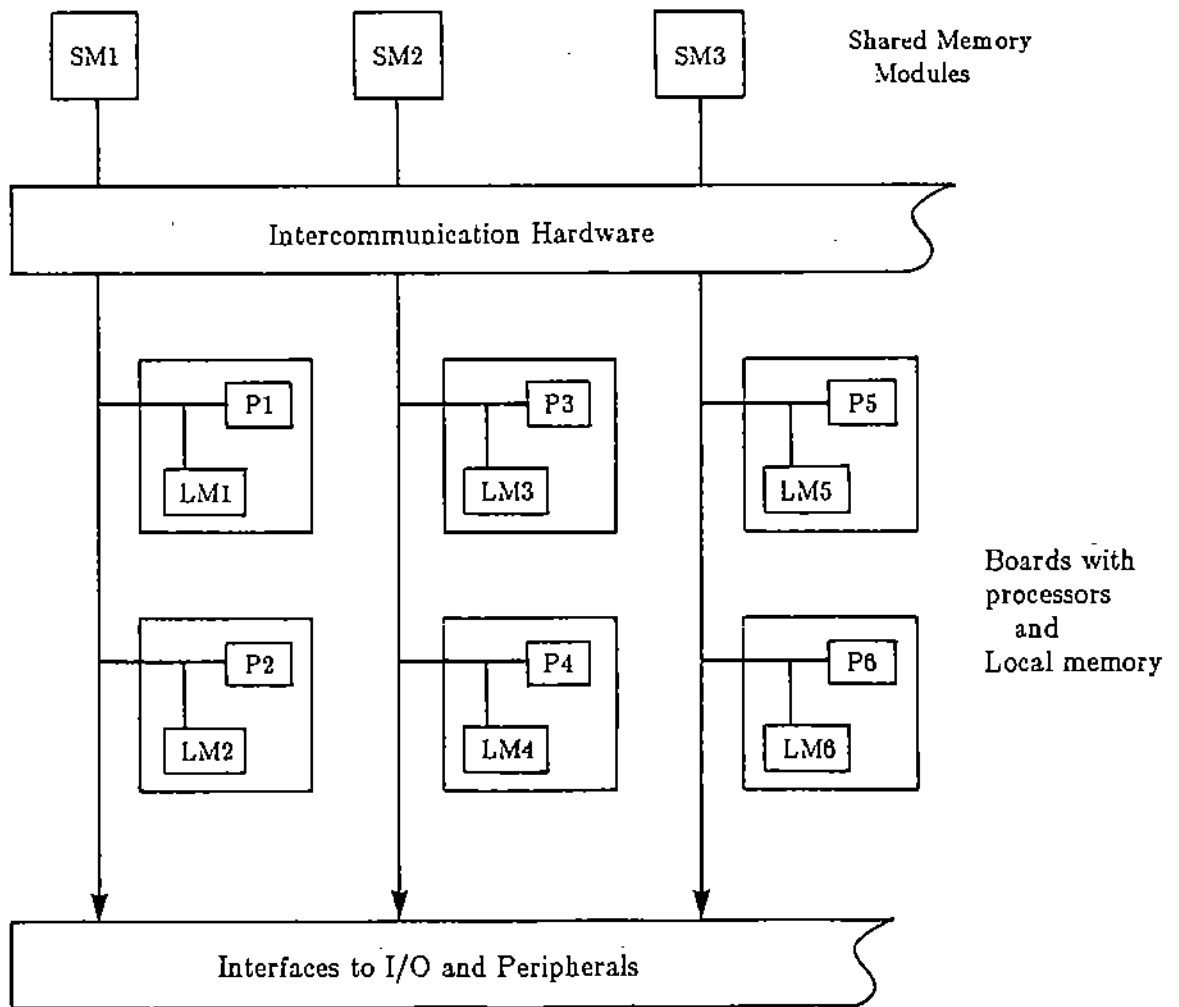 SM1
SM2
SM3
Shared Memory
Modules
Intercommunication Hardware
P1
LM1
P3
LM3
P5
LM5
Boards with
processors
and
Local memory
P2
LM2
P4
LM4
P6
LM6
Interfaces to I/O and Peripherals